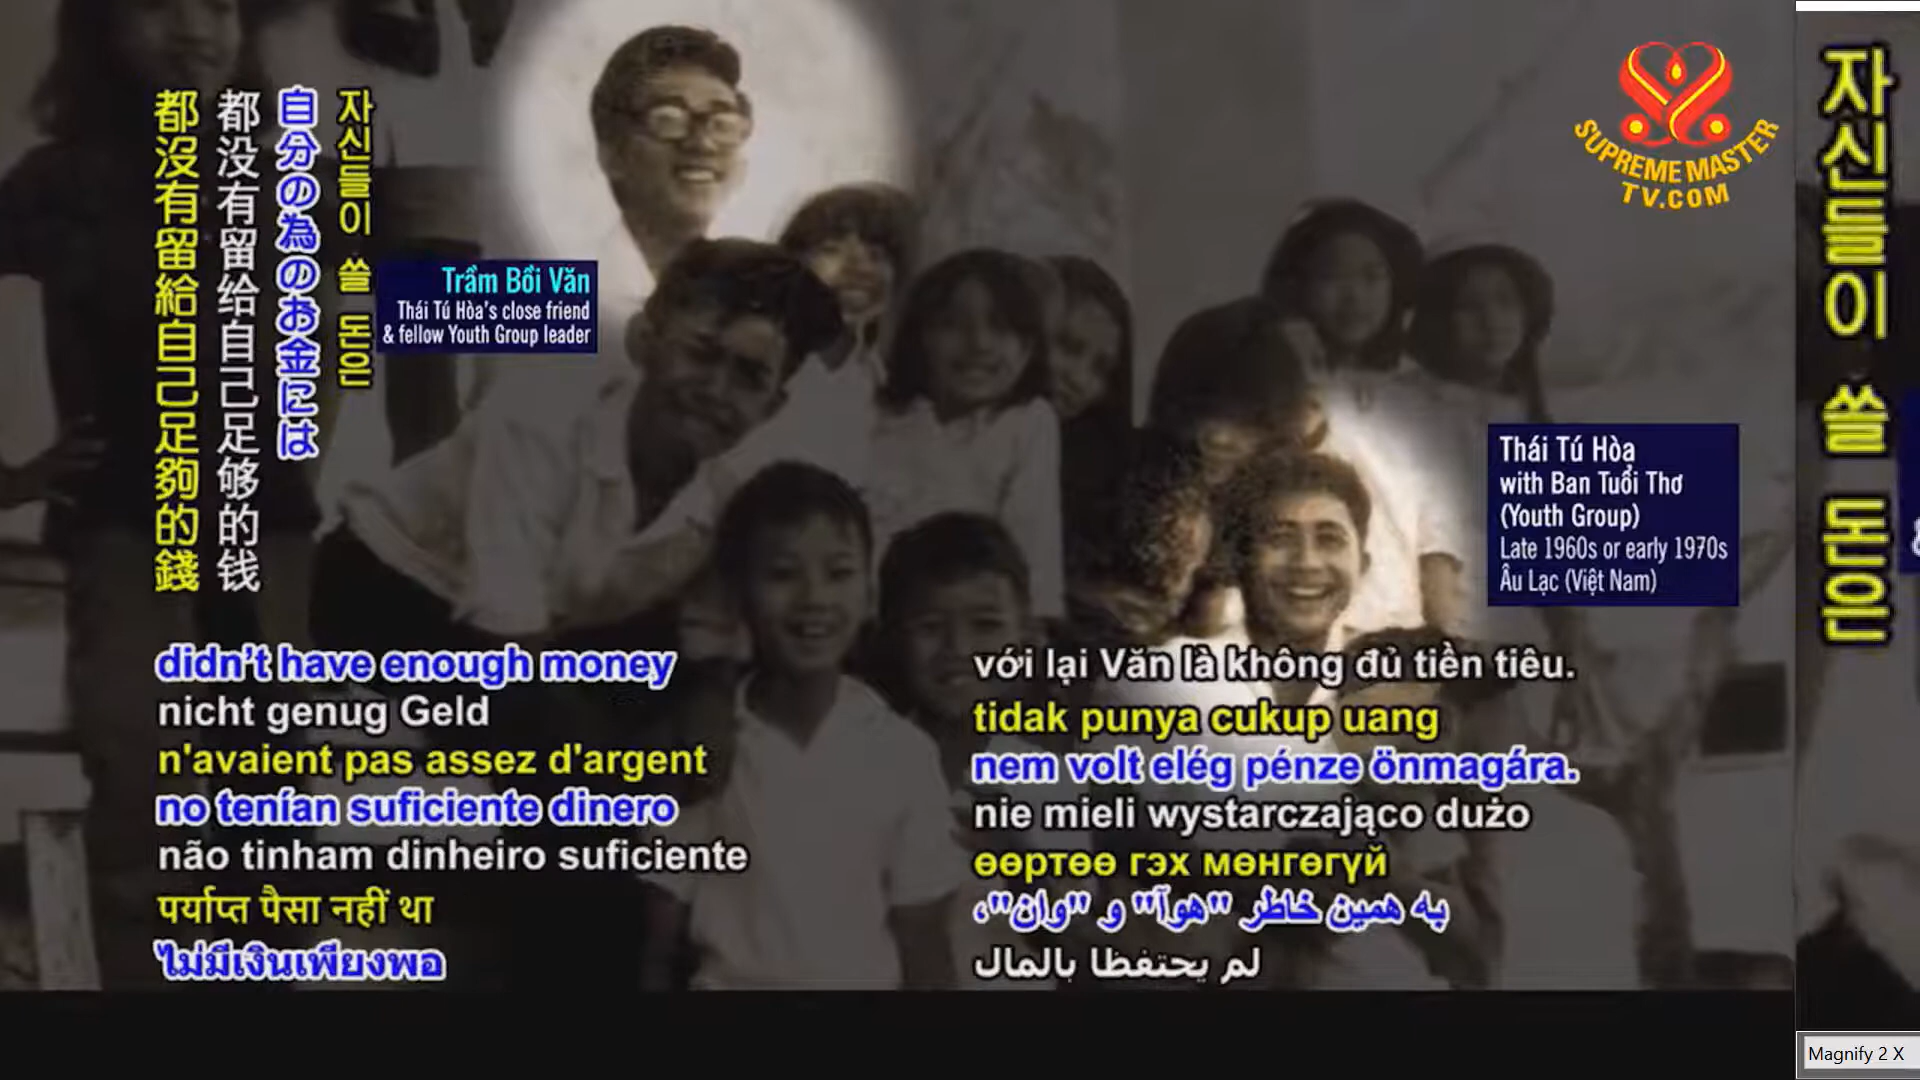 都沒有留給自己足夠的錢
都没有留给自己足够的钱
自分の為のお金には
자신들이 쓸 돈은
Trầm Bồi Văn
Thái Tú Hòa's close friend
& fellow Youth Group leader
SUPREME MASTER
TV.COM
Thái Tú Hòa
with Ban Tuổi Thơ
(Youth Group)
Late 1960s or early 1970s
Âu Lạc (Việt Nam)
didn't have enough money
nicht genug Geld
n'avaient pas assez d'argent
no tenían suficiente dinero
não tinham dinheiro suficiente
पर्याप्त पैसा नहीं था
ไม่มีเงินเพียงพอ
với lại Văn là không đủ tiền tiêu.
tidak punya cukup uang
nem volt elég pénze önmagára.
nie mieli wystarczająco dużo
өөртөө гэх мөнгөгүй
به همین خاطر "هوآ" و "وان"،
لم يحتفظا بالمال
자신들이 쓸 돈은
&
Magnify 2 X